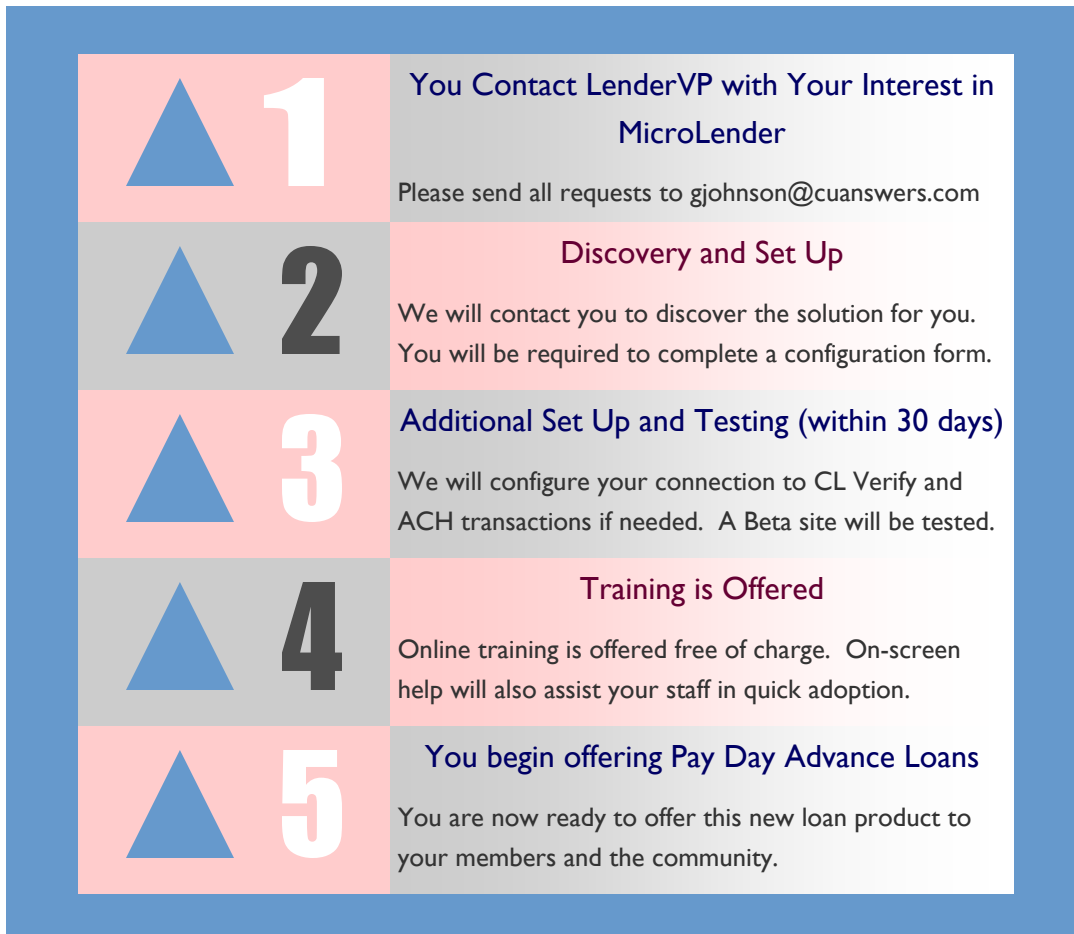 1
You Contact LenderVP with Your Interest in
MicroLender
Please send all requests to gjohnson@cuanswers.com
2
Discovery and Set Up
We will contact you to discover the solution for you.
You will be required to complete a configuration form.
3
Additional Set Up and Testing (within 30 days)
We will configure your connection to CL Verify and
ACH transactions if needed.  A Beta site will be tested.
4
Training is Offered
Online training is offered free of charge.  On-screen
help will also assist your staff in quick adoption.
5
You begin offering Pay Day Advance Loans
You are now ready to offer this new loan product to
your members and the community.